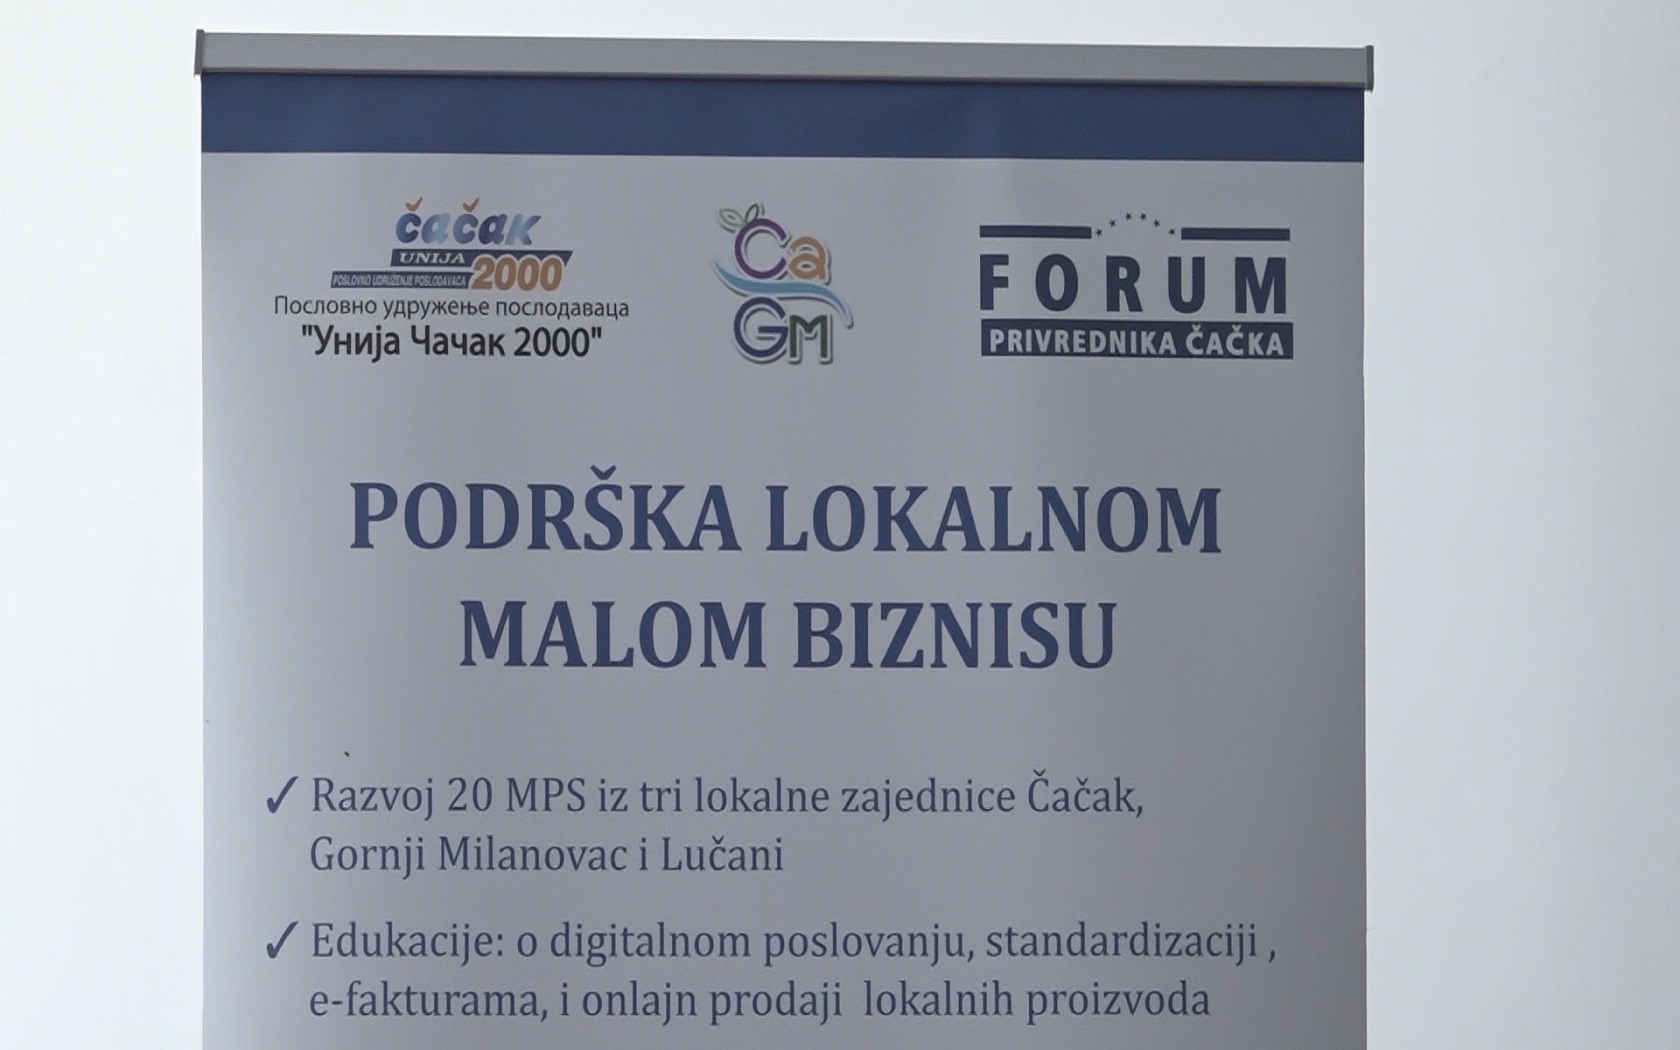 čačak
UNIJA 2000
POSLOVNO UDRUŽENJE POSLODAVACA
Пословно удружење послодаваца
"Унија Чачак 2000"
Ča
GM
FORUM
PRIVREDNIKA ČAČKA
PODRŠKA LOKALNOM
MALOM BIZNISU
✓ Razvoj 20 MPS iz tri lokalne zajednice Čačak,
Gornji Milanovac i Lučani
✓ Edukacije: o digitalnom poslovanju, standardizaciji ,
e-fakturama, i onlajn prodaji lokalnih proizvoda